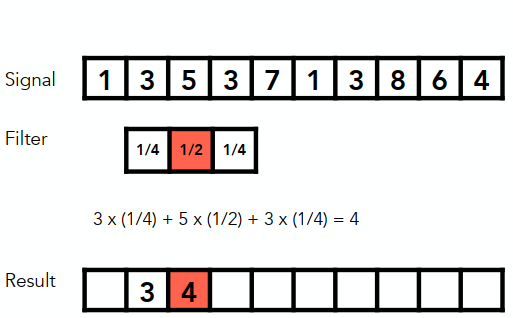 Signal 1 3 5 3 7 1 3 8 6 4
Filter 1/4 1/2 1/4
3 x (1/4) + 5 x (1/2) + 3 x (1/4) = 4
Result 3 4